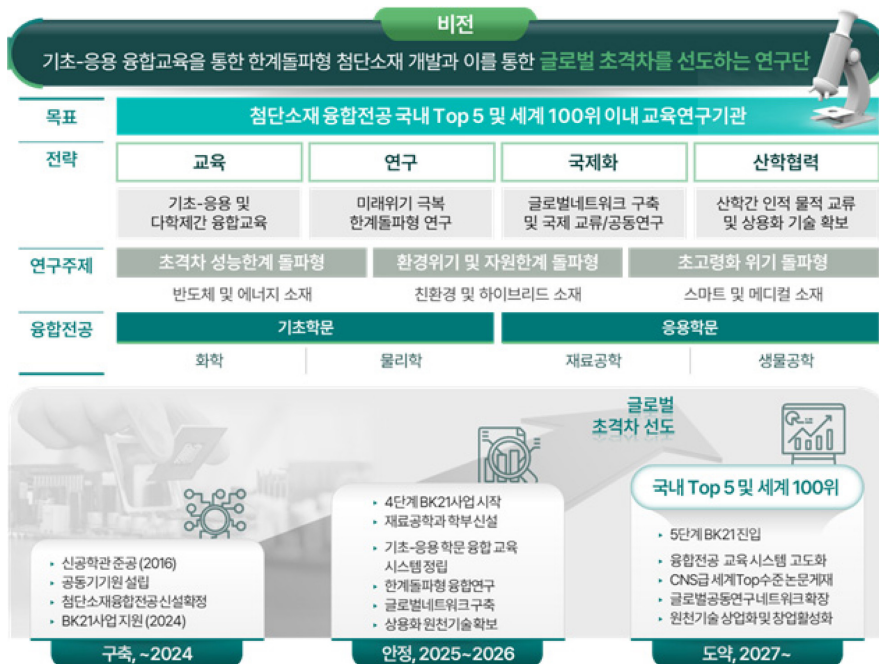 비전
기초-응용 융합교육을 통한 한계돌파형 첨단소재 개발과 이를 통한 글로벌 초격차를 선도하는 연구단
목표
첨단소재 융합전공 국내 Top 5 및 세계 100위 이내 교육연구기관
전략
교육
연구
국제화
산학협력
기초-응용 및
다학제간 융합교육
미래위기 극복
한계돌파형 연구
글로벌네트워크 구축
및 국제 교류/공동연구
산학간 인적 물적 교류
및 상용화 기술 확보
연구주제
초격차 성능한계 돌파형
환경위기 및 자원한계 돌파형
초고령화 위기 돌파형
반도체 및 에너지 소재
친환경 및 하이브리드 소재
스마트 및 메디컬 소재
융합전공
기초학문
응용학문
화학
물리학
재료공학
생물공학
글로벌
초격차 선도
신공학관 준공 (2016)
공동기기원 설립
첨단소재융합전공 신설확정
BK21사업 지원 (2024)
구축, ~2024
4단계 BK21사업 시작
재료공학과 학부 신설
기초-응용 학문 융합 교육
시스템 정립
한계돌파형 융합연구
글로벌네트워크 구축
상용화 원천기술 확보
안정, 2025~2026
국내 Top 5 및 세계 100위
5단계 BK21 진입
융합전공 교육 시스템 고도화
CNS급 세계 Top수준 논문게재
글로벌공동연구 네트워크 확장
원천기술 상업화 및 창업활성화
도약, 2027~